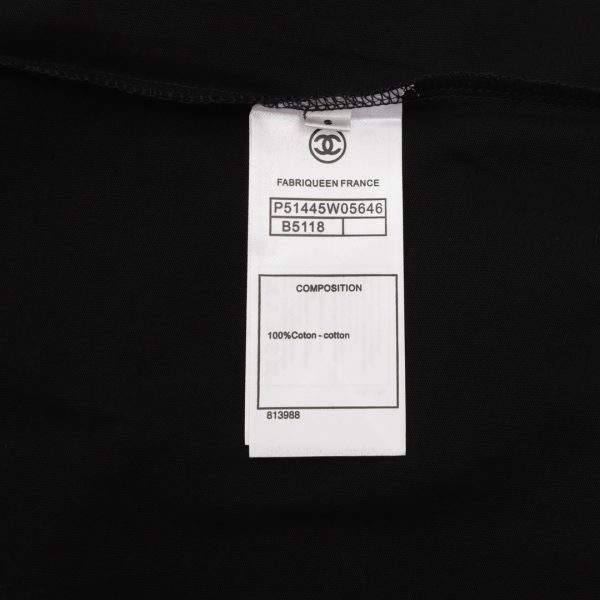 FABRIQUEEN FRANCE
P51445W05646
B5118
COMPOSITION
100%Coton - cotton
813988